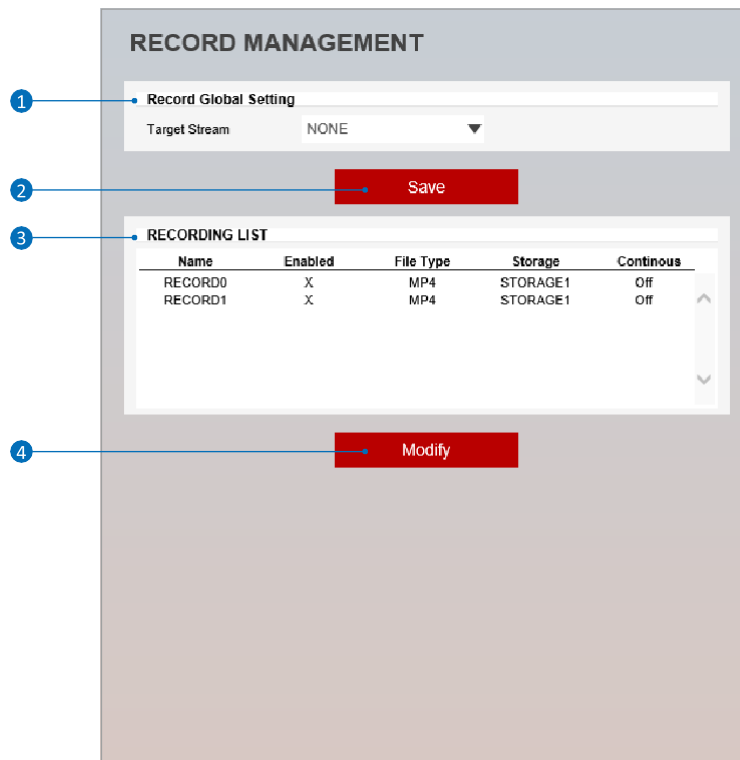 RECORD MANAGEMENT
1
Record Global Setting
Target Stream NONE
2
Save
3
RECORDING LIST
Name Enabled File Type Storage Continous
RECORD0 X MP4 STORAGE1 Off
RECORD1 X MP4 STORAGE1 Off
4
Modify